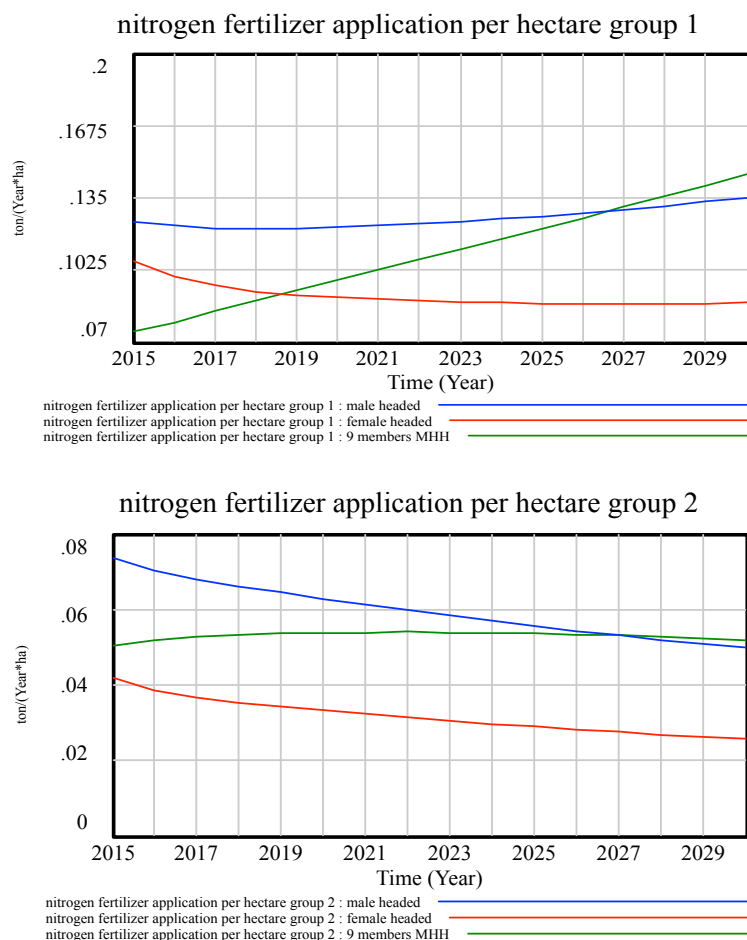 nitrogen fertilizer application per hectare group 1
.2
.1675
.135
.1025
.07
ton/(Year*ha)
2015 2017 2019 2021 2023 2025 2027 2029
Time (Year)
nitrogen fertilizer application per hectare group 1 : male headed
nitrogen fertilizer application per hectare group 1 : female headed
nitrogen fertilizer application per hectare group 1 : 9 members MHH
nitrogen fertilizer application per hectare group 2
.08
.06
.04
.02
0
ton/(Year*ha)
2015 2017 2019 2021 2023 2025 2027 2029
Time (Year)
nitrogen fertilizer application per hectare group 2 : male headed
nitrogen fertilizer application per hectare group 2 : female headed
nitrogen fertilizer application per hectare group 2 : 9 members MHH